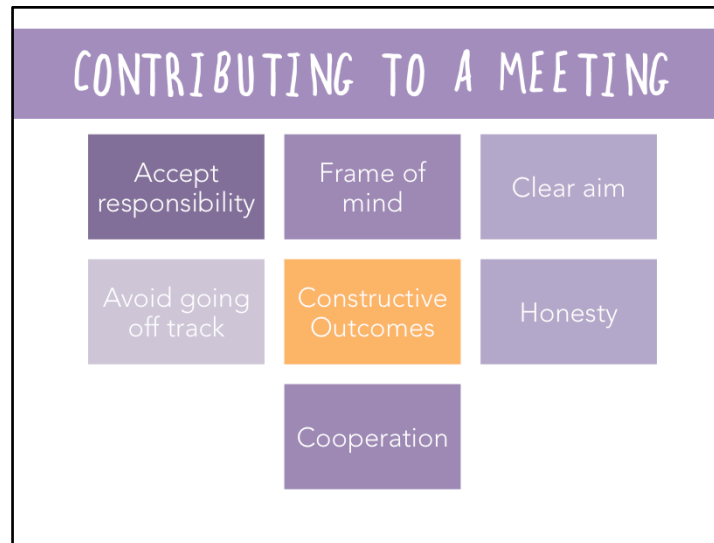 CONTRIBUTING TO A MEETING
Accept
responsibility
Frame of
mind
Clear aim
Avoid going
off track
Constructive
Outcomes
Honesty
Cooperation